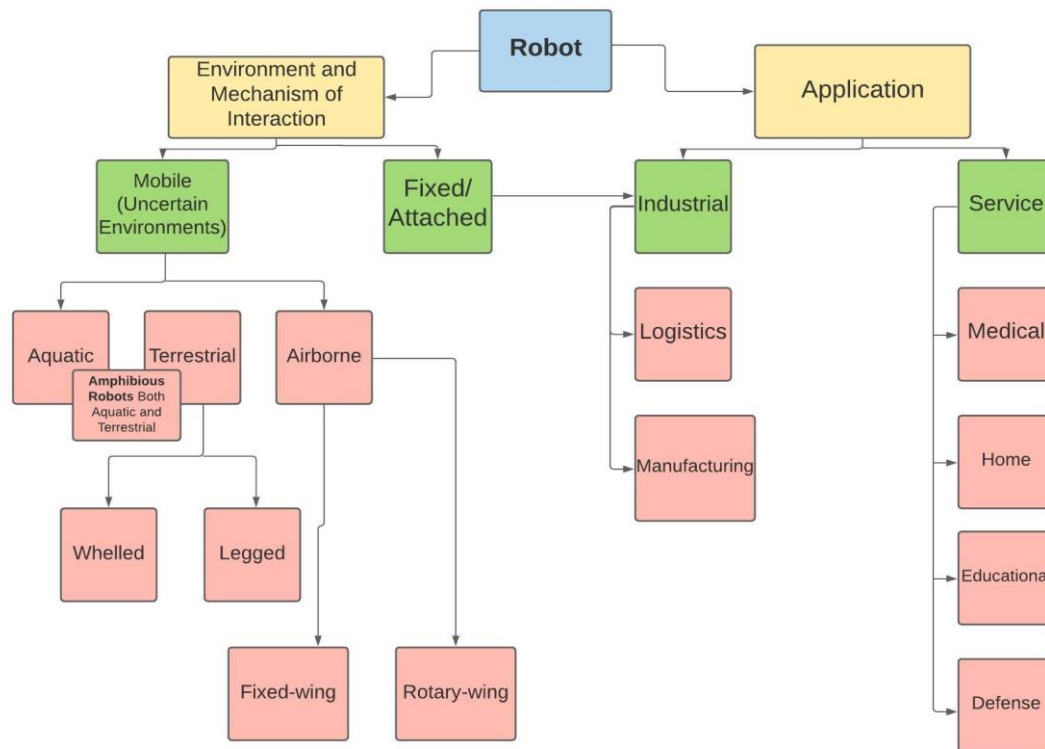 Robot
Environment and
Mechanism of
Interaction
Application
Mobile
(Uncertain
Environments)
Fixed/
Attached
Industrial
Service
Aquatic
Terrestrial
Airborne
Amphibious
Robots Both
Aquatic and
Terrestrial
Logistics
Medical
Manufacturing
Home
Whelled
Legged
Educationa
Fixed-wing
Rotary-wing
Defense